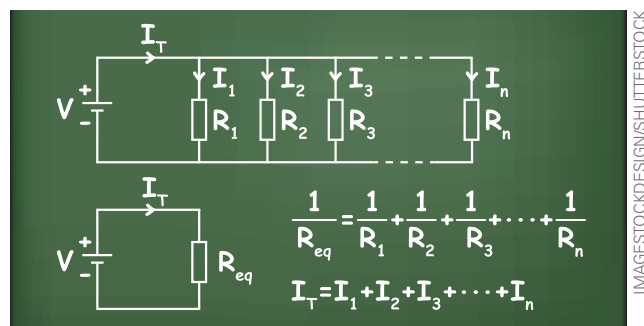 I_T
+ V - I_1 R_1 I_2 R_2 I_3 R_3 I_n R_n
I_T
+ V - R_eq
1/R_eq = 1/R_1 + 1/R_2 + 1/R_3 + ···· + 1/R_n
I_T = I_1 + I_2 + I_3 + ···· + I_n
IMAGESTOCKDESIGN/SHUTTERSTOCK